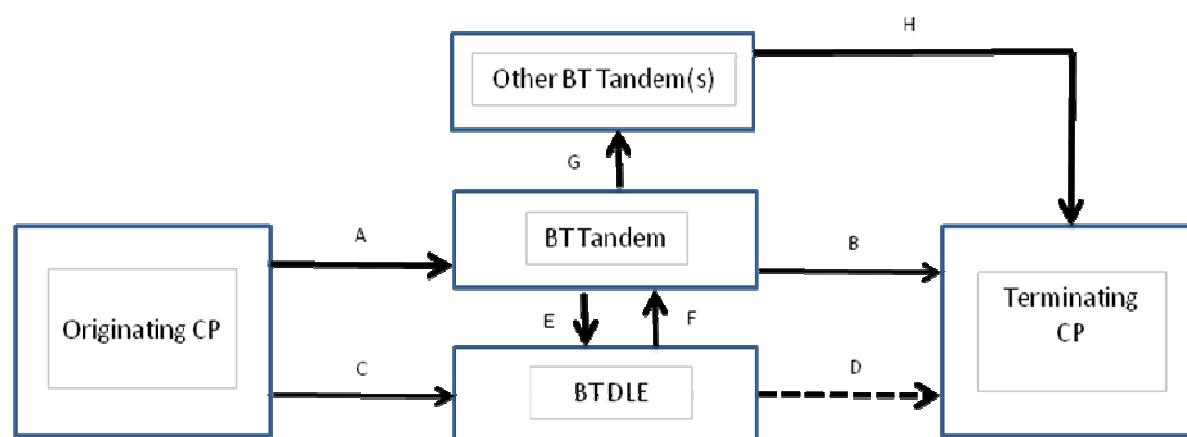 H
Other BT Tandem(s)
G
A
BT Tandem
B
Originating CP
E
F
Terminating
CP
C
BT DLE
D